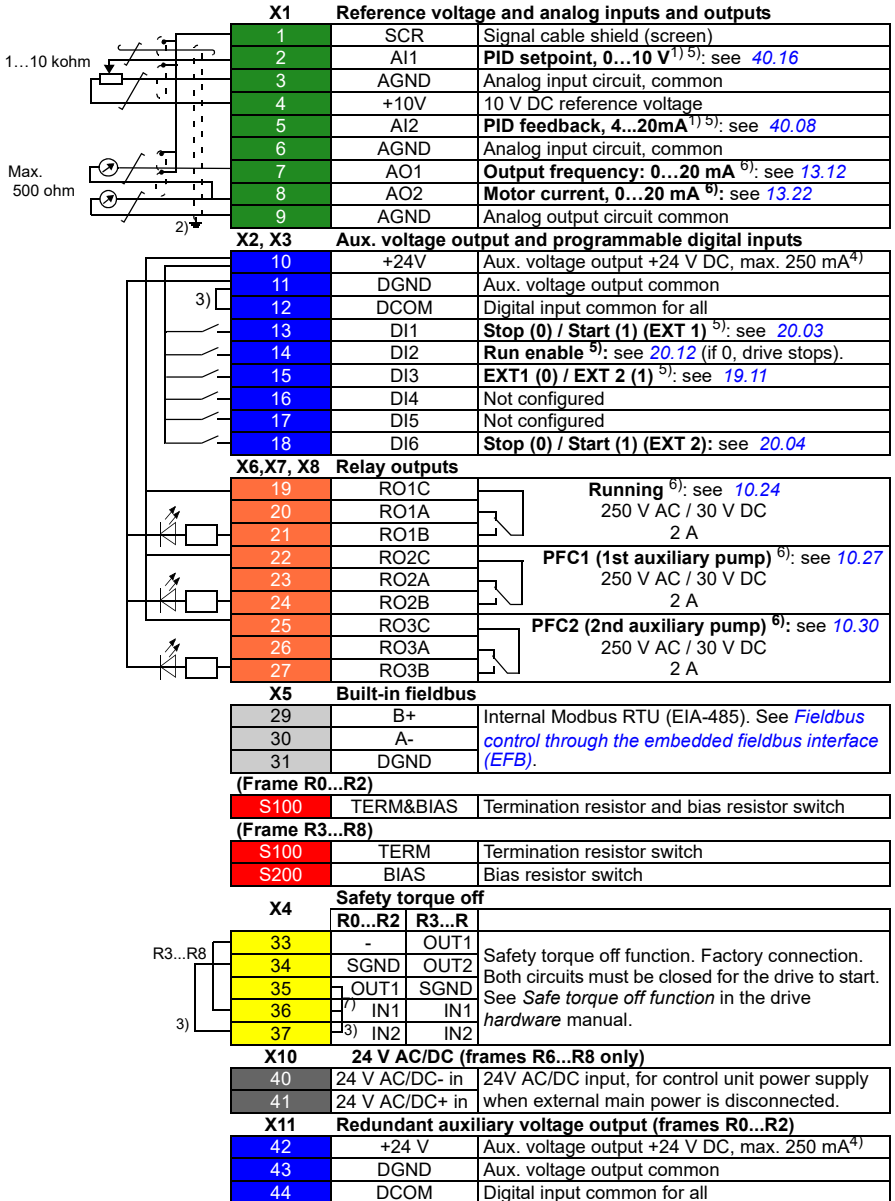 X1 Reference voltage and analog inputs and outputs
1 SCR Signal cable shield (screen)
1…10 kohm
2 AI1 PID setpoint, 0…10 V1) 5): see 40.16
3 AGND Analog input circuit, common
4 +10V 10 V DC reference voltage
5 AI2 PID feedback, 4...20mA1) 5): see 40.08
6 AGND Analog input circuit, common
Max.
500 ohm
7 AO1 Output frequency: 0…20 mA 6): see 13.12
8 AO2 Motor current, 0…20 mA 6): see 13.22
9 AGND Analog output circuit common
2)
X2, X3 Aux. voltage output and programmable digital inputs
10 +24V Aux. voltage output +24 V DC, max. 250 mA4)
11 DGND Aux. voltage output common
3)
12 DCOM Digital input common for all
13 DI1 Stop (0) / Start (1) (EXT 1) 5): see 20.03
14 DI2 Run enable 5): see 20.12 (if 0, drive stops).
15 DI3 EXT1 (0) / EXT 2 (1) 5): see 19.11
16 DI4 Not configured
17 DI5 Not configured
18 DI6 Stop (0) / Start (1) (EXT 2): see 20.04
X6,X7, X8 Relay outputs
19 RO1C Running 6): see 10.24
20 RO1A 250 V AC / 30 V DC
21 RO1B 2 A
22 RO2C PFC1 (1st auxiliary pump) 6): see 10.27
23 RO2A 250 V AC / 30 V DC
24 RO2B 2 A
25 RO3C PFC2 (2nd auxiliary pump) 6): see 10.30
26 RO3A 250 V AC / 30 V DC
27 RO3B 2 A
X5 Built-in fieldbus
29 B+ Internal Modbus RTU (EIA-485). See Fieldbus
30 A- control through the embedded fieldbus interface
31 DGND (EFB).
(Frame R0...R2)
S100 TERM&BIAS Termination resistor and bias resistor switch
(Frame R3...R8)
S100 TERM Termination resistor switch
S200 BIAS Bias resistor switch
X4 Safety torque off
R0...R2 R3...R
R3...R8
33 - OUT1
34 SGND OUT2
35 OUT1 SGND
36 7) IN1 IN1
37 3) IN2 IN2
3)
Safety torque off function. Factory connection.
Both circuits must be closed for the drive to start.
See Safe torque off function in the drive
hardware manual.
X10 24 V AC/DC (frames R6...R8 only)
40 24 V AC/DC- in 24V AC/DC input, for control unit power supply
41 24 V AC/DC+ in when external main power is disconnected.
X11 Redundant auxiliary voltage output (frames R0...R2)
42 +24 V Aux. voltage output +24 V DC, max. 250 mA4)
43 DGND Aux. voltage output common
44 DCOM Digital input common for all